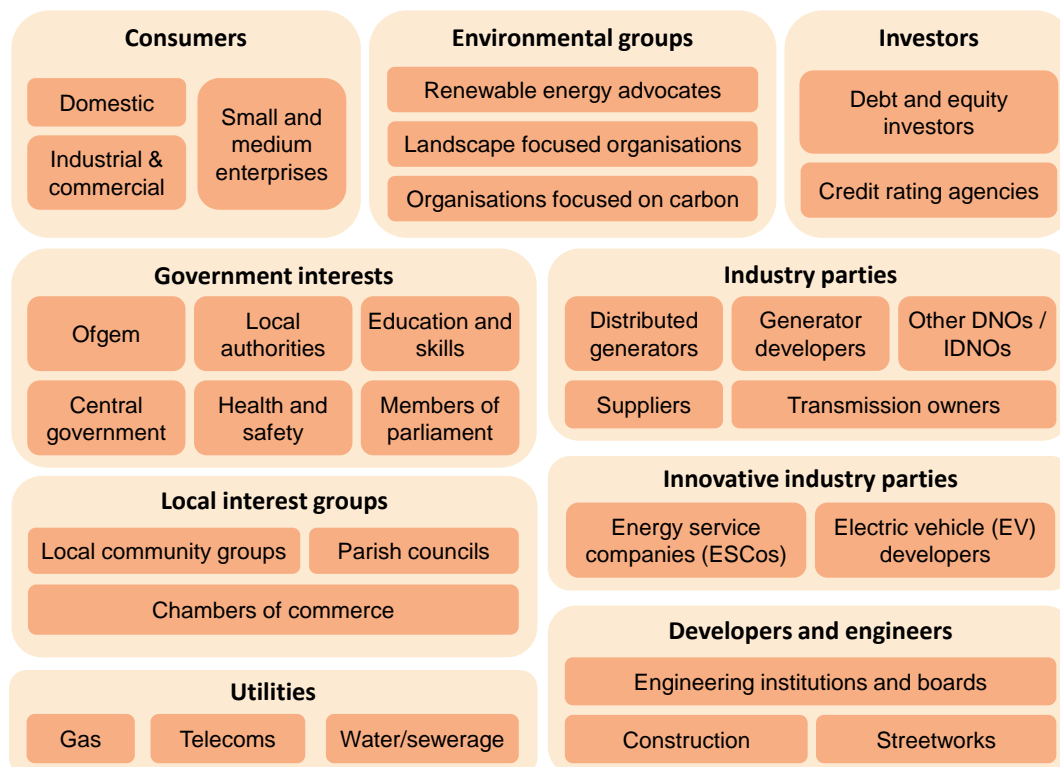 Consumers
Domestic
Industrial &
commercial
Small and
medium
enterprises
Environmental groups
Renewable energy advocates
Landscape focused organisations
Organisations focused on carbon
Investors
Debt and equity
investors
Credit rating agencies
Government interests
Ofgem
Local
authorities
Education and
skills
Central
government
Health and
safety
Members of
parliament
Industry parties
Distributed
generators
Generator
developers
Other DNOs /
IDNOs
Suppliers
Transmission owners
Local interest groups
Local community groups
Parish councils
Chambers of commerce
Innovative industry parties
Energy service
companies (ESCos)
Electric vehicle (EV)
developers
Utilities
Gas
Telecoms
Water/sewerage
Developers and engineers
Engineering institutions and boards
Construction
Streetworks